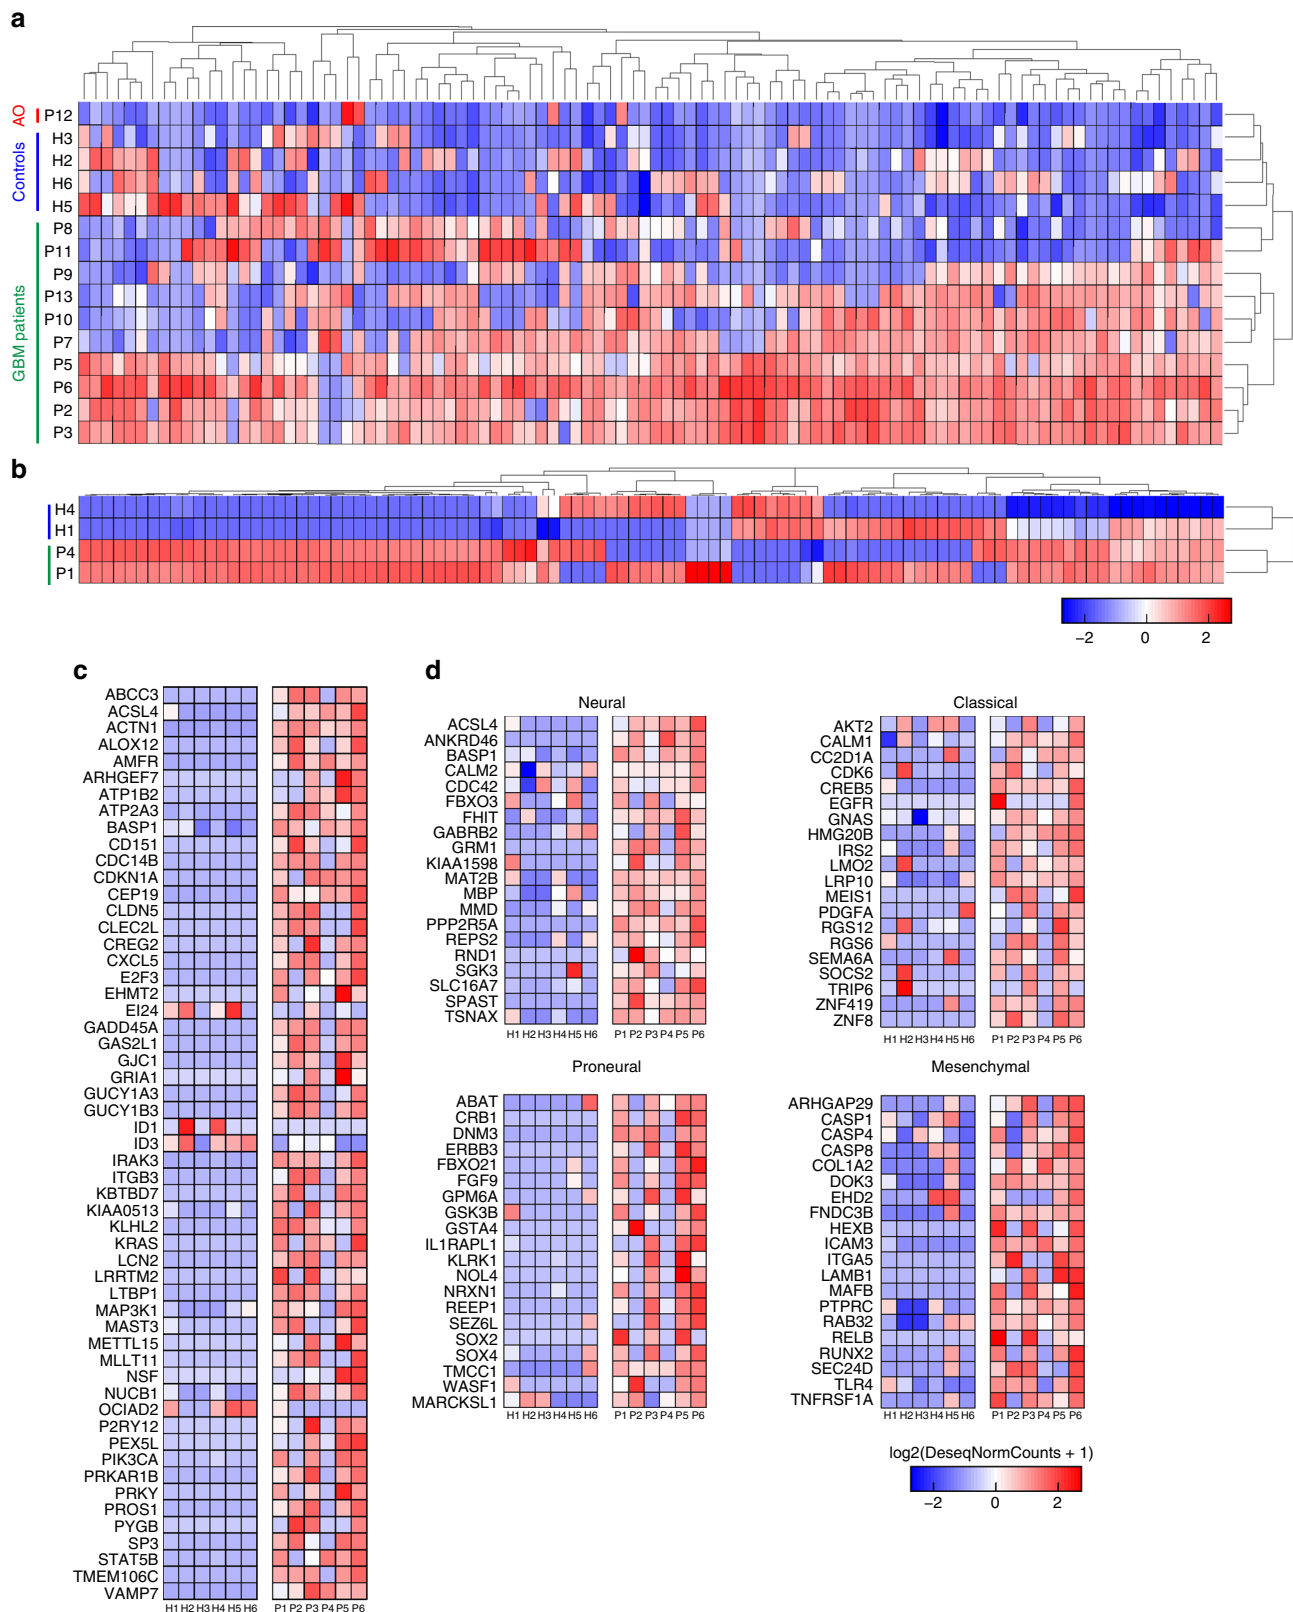 a
AO
Controls
GBM patients
P12
H3
H2
H6
H5
P8
P11
P9
P13
P10
P7
P5
P6
P2
P3
b
H4
H1
P4
P1
−2 0 2
c
ABCC3
ACSL4
ACTN1
ALOX12
AMFR
ARHGEF7
ATP1B2
ATP2A3
BASP1
CD151
CDC14B
CDKN1A
CEP19
CLDN5
CLEC2L
CREG2
CXCL5
E2F3
EHMT2
EI24
GADD45A
GAS2L1
GJC1
GRIA1
GUCY1A3
GUCY1B3
ID1
ID3
IRAK3
ITGB3
KBTBD7
KIAA0513
KLHL2
KRAS
LCN2
LRRTM2
LTBP1
MAP3K1
MAST3
METTL15
MLLT11
NSF
NUCB1
OCIAD2
P2RY12
PEX5L
PIK3CA
PRKAR1B
PRKY
PROS1
PYGB
SP3
STAT5B
TMEM106C
VAMP7
H1 H2 H3 H4 H5 H6 P1 P2 P3 P4 P5 P6
d
Neural
ACSL4
ANKRD46
BASP1
CALM2
CDC42
FBXO3
FHIT
GABRB2
GRM1
KIAA1598
MAT2B
MBP
MMD
PPP2R5A
REPS2
RND1
SGK3
SLC16A7
SPAST
TSNAX
H1 H2 H3 H4 H5 H6 P1 P2 P3 P4 P5 P6
Classical
AKT2
CALM1
CC2D1A
CDK6
CREB5
EGFR
GNAS
HMG20B
IRS2
LMO2
LRP10
MEIS1
PDGFA
RGS12
RGS6
SEMA6A
SOCS2
TRIP6
ZNF419
ZNF8
H1 H2 H3 H4 H5 H6 P1 P2 P3 P4 P5 P6
Proneural
ABAT
CRB1
DNM3
ERBB3
FBXO21
FGF9
GPM6A
GSK3B
GSTA4
IL1RAPL1
KLRK1
NOL4
NRXN1
REEP1
SEZ6L
SOX2
SOX4
TMCC1
WASF1
MARCKSL1
H1 H2 H3 H4 H5 H6 P1 P2 P3 P4 P5 P6
Mesenchymal
ARHGAP29
CASP1
CASP4
CASP8
COL1A2
DOK3
EHD2
FNDC3B
HEXB
ICAM3
ITGA5
LAMB1
MAFB
PTPRC
RAB32
RELB
RUNX2
SEC24D
TLR4
TNFRSF1A
H1 H2 H3 H4 H5 H6 P1 P2 P3 P4 P5 P6
log2(DeseqNormCounts + 1)
−2 0 2